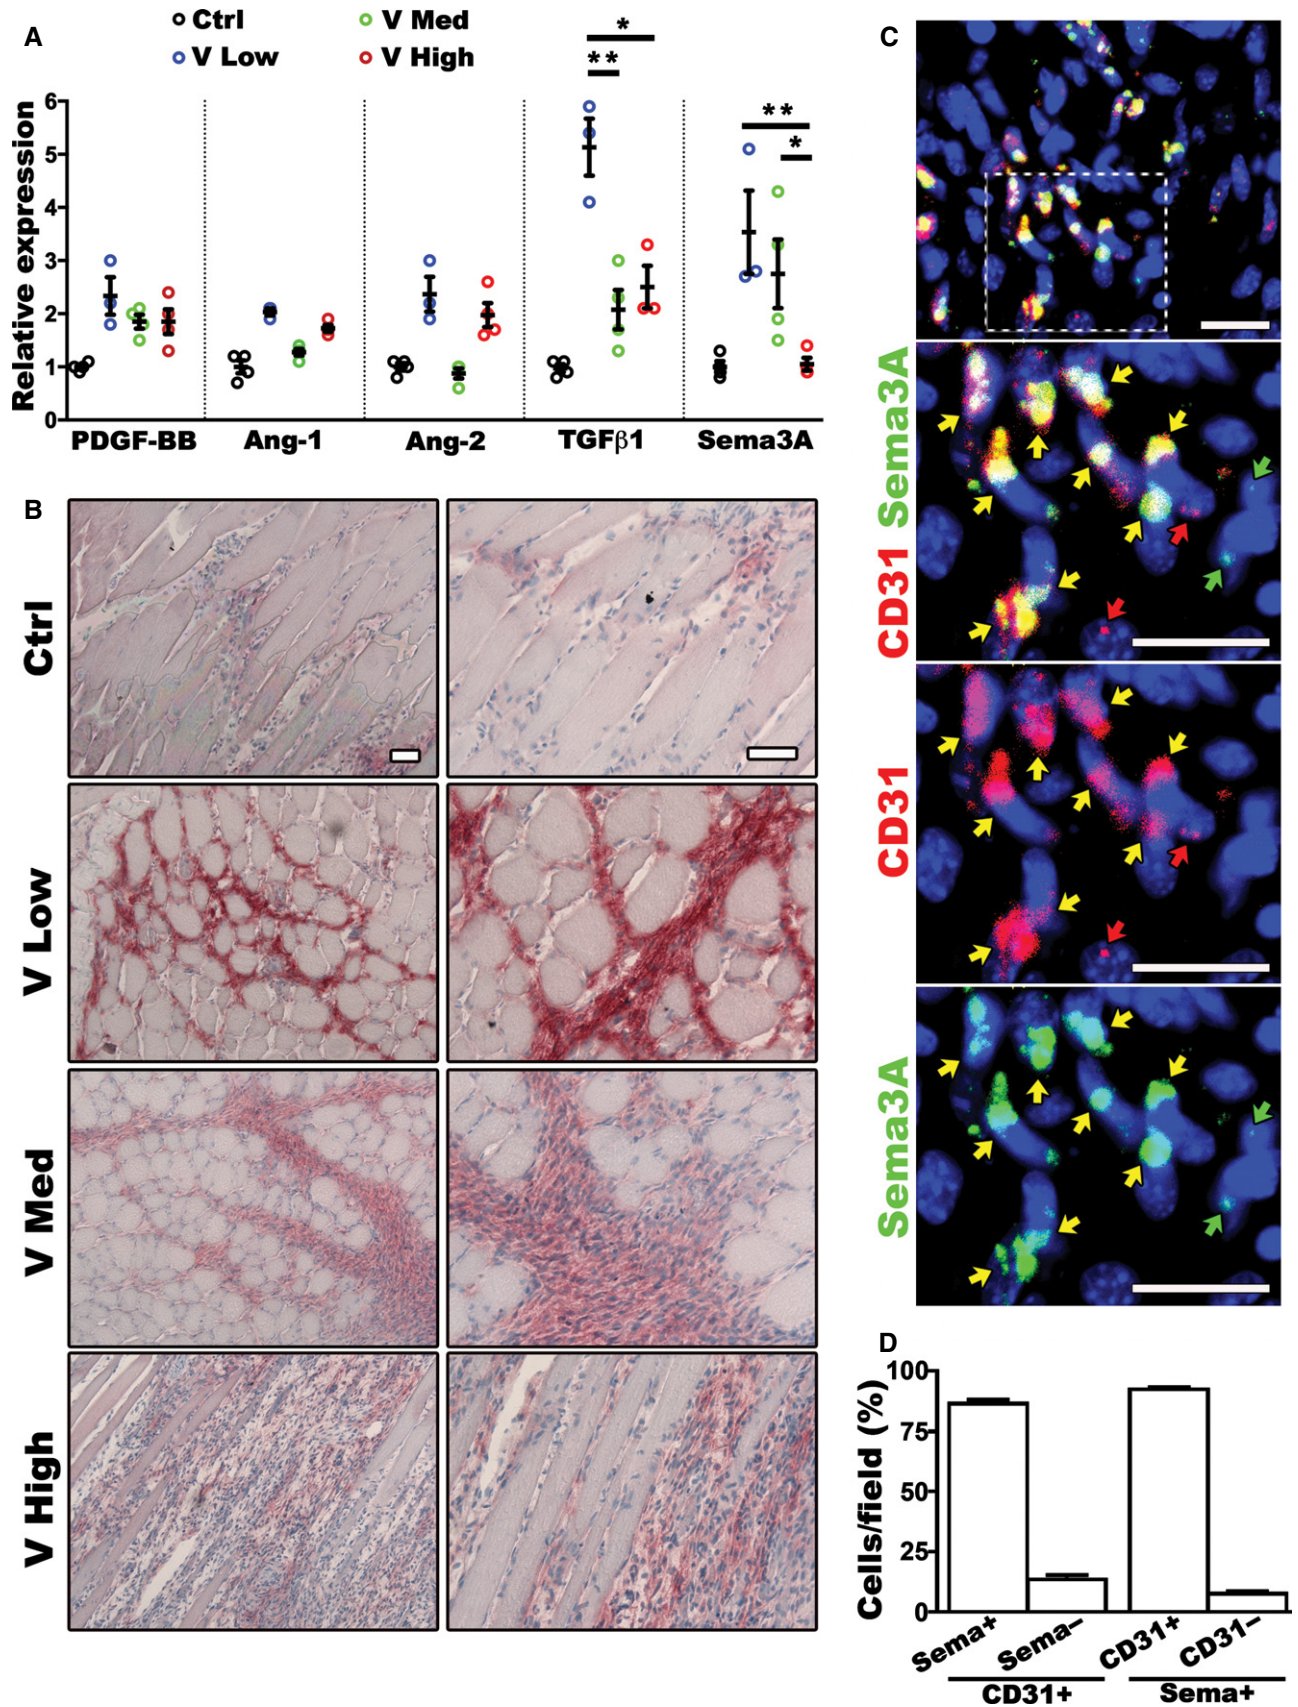 A
Ctrl
V Low
V Med
V High
*
**
**
*
Relative expression
6
5
4
3
2
1
0
PDGF-BB
Ang-1
Ang-2
TGFβ1
Sema3A
B
Ctrl
V Low
V Med
V High
C
CD31 Sema3A
CD31
Sema3A
D
Cells/field (%)
100
75
50
25
0
Sema+
Sema–
CD31+
CD31–
CD31+
Sema+